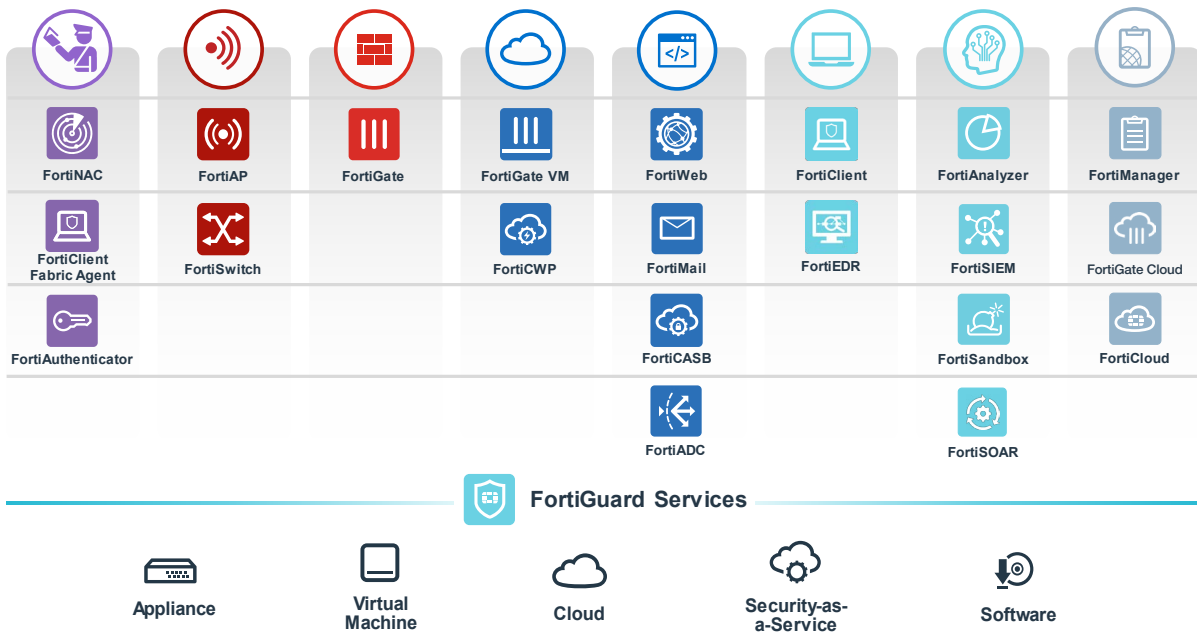 </>
FortiNAC
FortiAP
FortiGate
FortiGate VM
FortiWeb
FortiClient
FortiAnalyzer
FortiManager
FortiClient
Fabric Agent
FortiSwitch
FortiCWP
FortiMail
FortiEDR
FortiSIEM
FortiGate Cloud
FortiAuthenticator
FortiCASB
FortiSandbox
FortiCloud
FortiADC
FortiSOAR
FortiGuard Services
Appliance
Virtual
Machine
Cloud
Security-as-
a-Service
Software